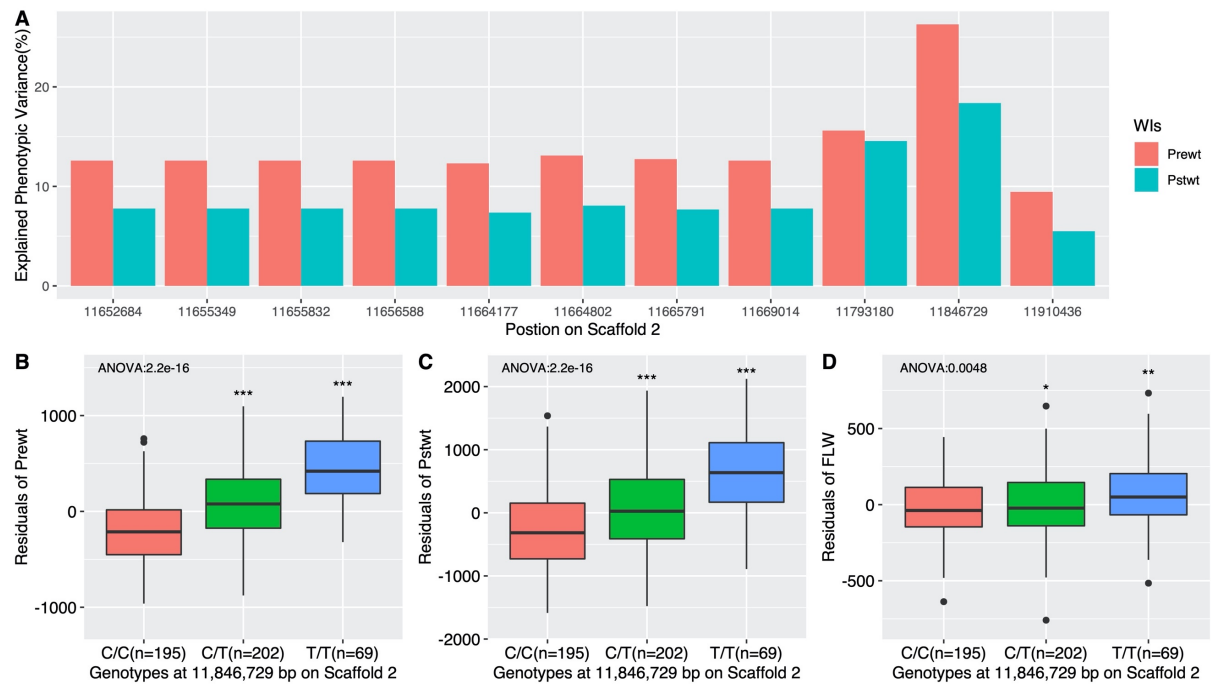 A
Explained Phenotypic Variance(%)
20
10
0
11652684 11655349 11655832 11656588 11664177 11664802 11665791 11669014 11793180 11846729 11910436
Postion on Scaffold 2
WIs
Prewt
Pstwt
B
ANOVA:2.2e-16
*** ***
Residuals of Prewt
1000
0
-1000
C/C(n=195) C/T(n=202) T/T(n=69)
Genotypes at 11,846,729 bp on Scaffold 2
C
ANOVA:2.2e-16
*** ***
Residuals of Pstwt
2000
1000
0
-1000
-2000
C/C(n=195) C/T(n=202) T/T(n=69)
Genotypes at 11,846,729 bp on Scaffold 2
D
ANOVA:0.0048
* **
Residuals of FLW
500
0
-500
C/C(n=195) C/T(n=202) T/T(n=69)
Genotypes at 11,846,729 bp on Scaffold 2